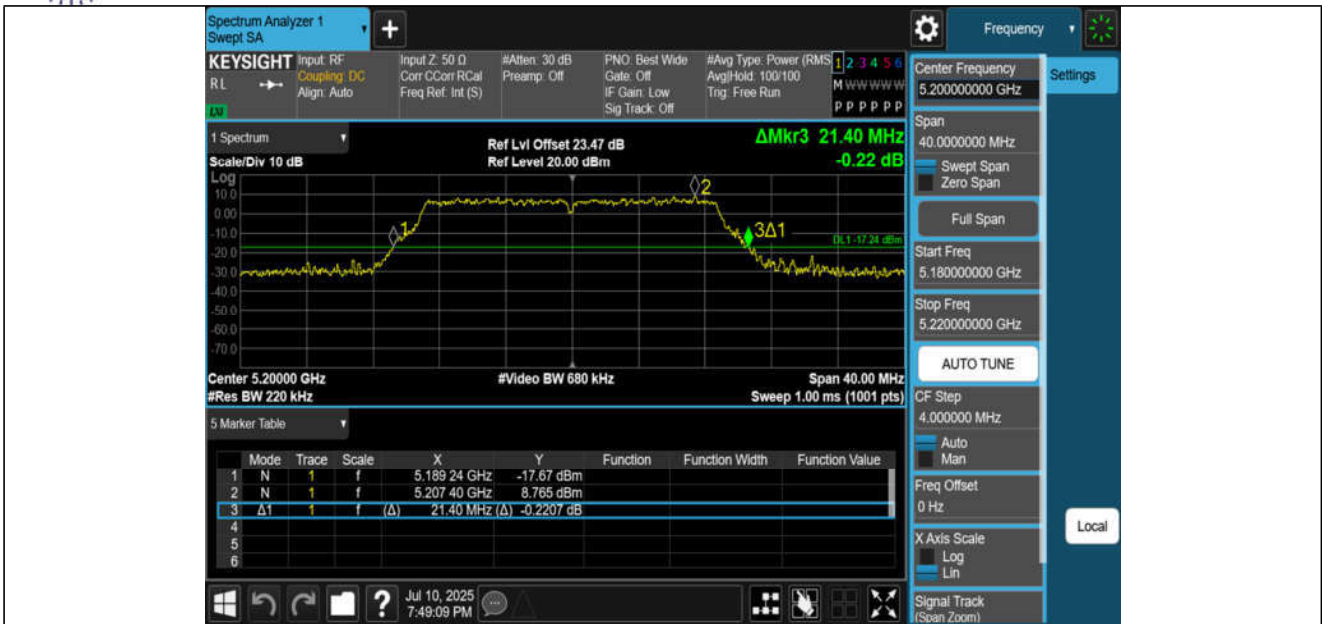 Spectrum Analyzer 1
Swept SA
+
Frequency
KEYSIGHT
RL
LV
Input: RF
Coupling: DC
Align: Auto
Input Z: 50 Ω
Corr CCorr RCal
Freq Ref: Int (S)
#Atten: 30 dB
Preamp: Off
PNO: Best Wide
Gate: Off
IF Gain: Low
Sig Track: Off
#Avg Type: Power (RMS
Avg|Hold: 100/100
Trig: Free Run
1 2 3 4 5 6
M W W W W W
P P P P P P
1 Spectrum
Scale/Div 10 dB
Ref Lvl Offset 23.47 dB
Ref Level 20.00 dBm
ΔMkr3 21.40 MHz
-0.22 dB
Log
10.0
0.00
-10.0
-20.0
-30.0
-40.0
-50.0
-60.0
-70.0
1
2
3Δ1
DL1 -17.24 dBm
Center 5.20000 GHz
#Video BW 680 kHz
Span 40.00 MHz
#Res BW 220 kHz
Sweep 1.00 ms (1001 pts)
5 Marker Table
Mode Trace Scale X Y Function Function Width Function Value
1 N 1 f 5.189 24 GHz -17.67 dBm
2 N 1 f 5.207 40 GHz 8.765 dBm
3 Δ1 1 f (Δ) 21.40 MHz (Δ) -0.2207 dB
4
5
6
?
Jul 10, 2025
7:49:09 PM
Center Frequency
5.200000000 GHz
Span
40.0000000 MHz
Swept Span
Zero Span
Full Span
Start Freq
5.180000000 GHz
Stop Freq
5.220000000 GHz
AUTO TUNE
CF Step
4.000000 MHz
Auto
Man
Freq Offset
0 Hz
X Axis Scale
Log
Lin
Signal Track
(Span Zoom)
Settings
Local